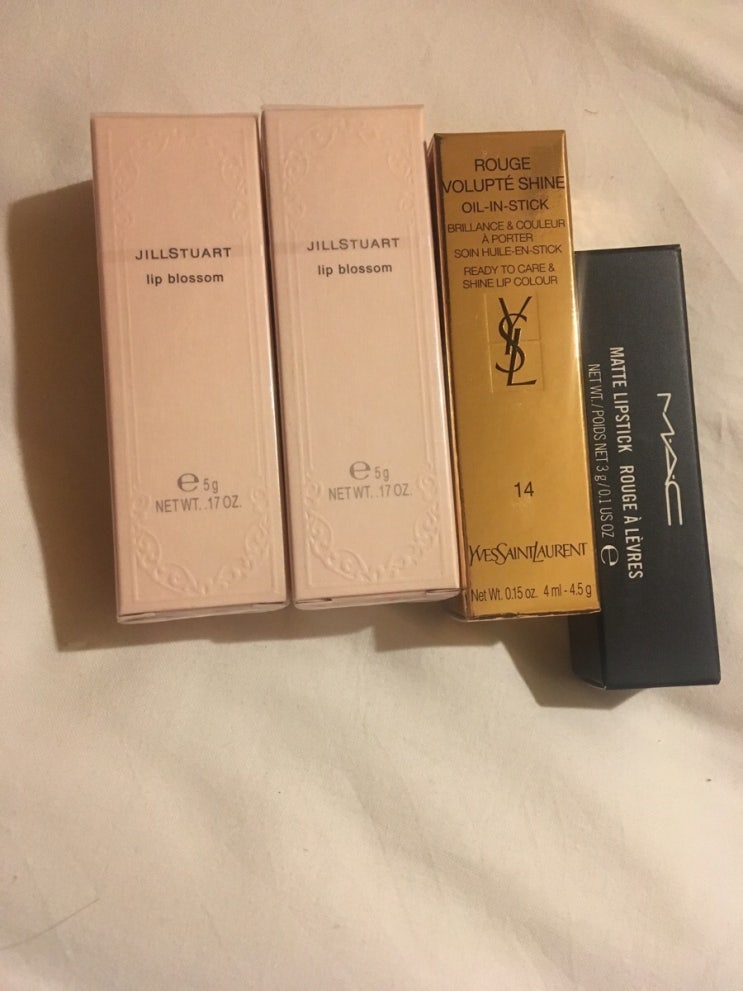 JILLSTUART
lip blossom
℮ 5g
NET WT. .17 OZ.
JILLSTUART
lip blossom
℮ 5g
NET WT. .17 OZ.
ROUGE
VOLUPTÉ SHINE
OIL-IN-STICK
BRILLANCE & COULEUR
À PORTER
SOIN HUILE-EN-STICK
READY TO CARE &
SHINE LIP COLOUR
YSL
14
YVESSAINTLAURENT
Net Wt. 0.15 oz. 4 ml - 4.5 g
M·A·C
MATTE LIPSTICK ROUGE À LÈVRES
NET WT./POIDS NET 3 g/0.1 US OZ ℮